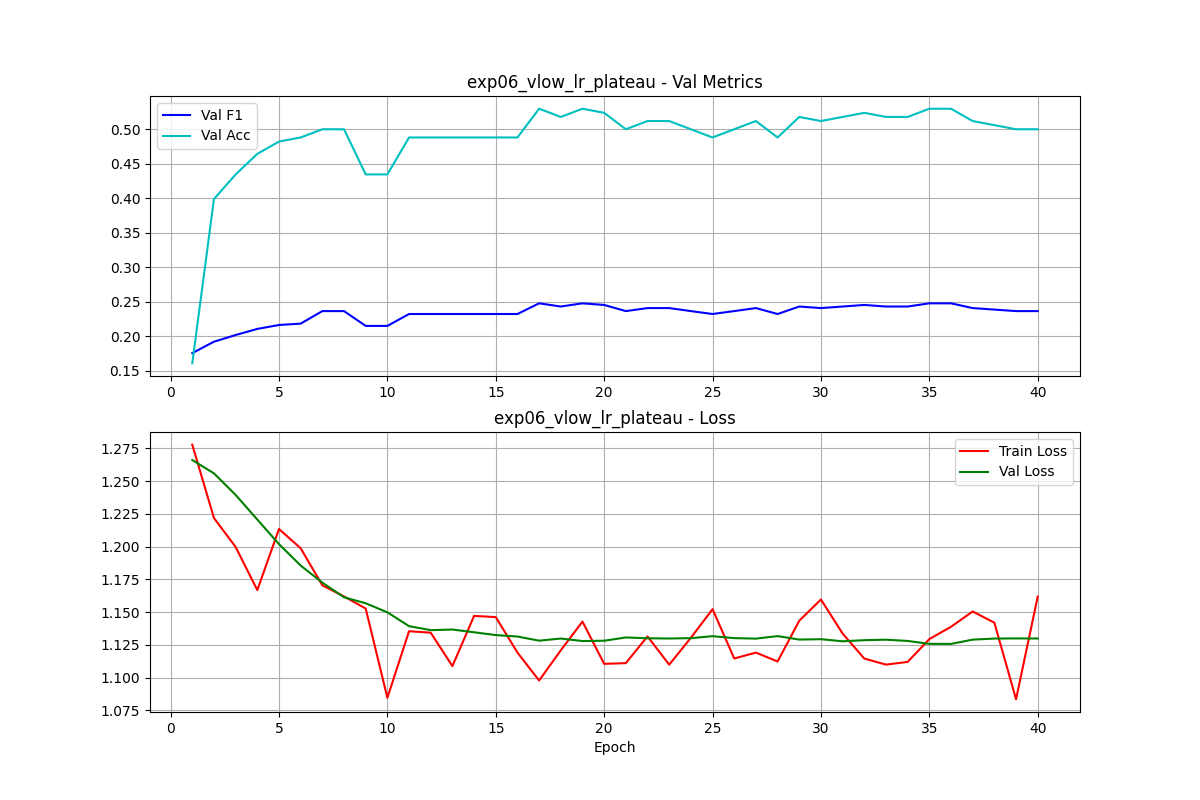 exp06_vlow_lr_plateau - Val Metrics
Val F1
Val Acc
0.50
0.45
0.40
0.35
0.30
0.25
0.20
0.15
0 5 10 15 20 25 30 35 40
exp06_vlow_lr_plateau - Loss
Train Loss
Val Loss
1.275
1.250
1.225
1.200
1.175
1.150
1.125
1.100
1.075
0 5 10 15 20 25 30 35 40
Epoch